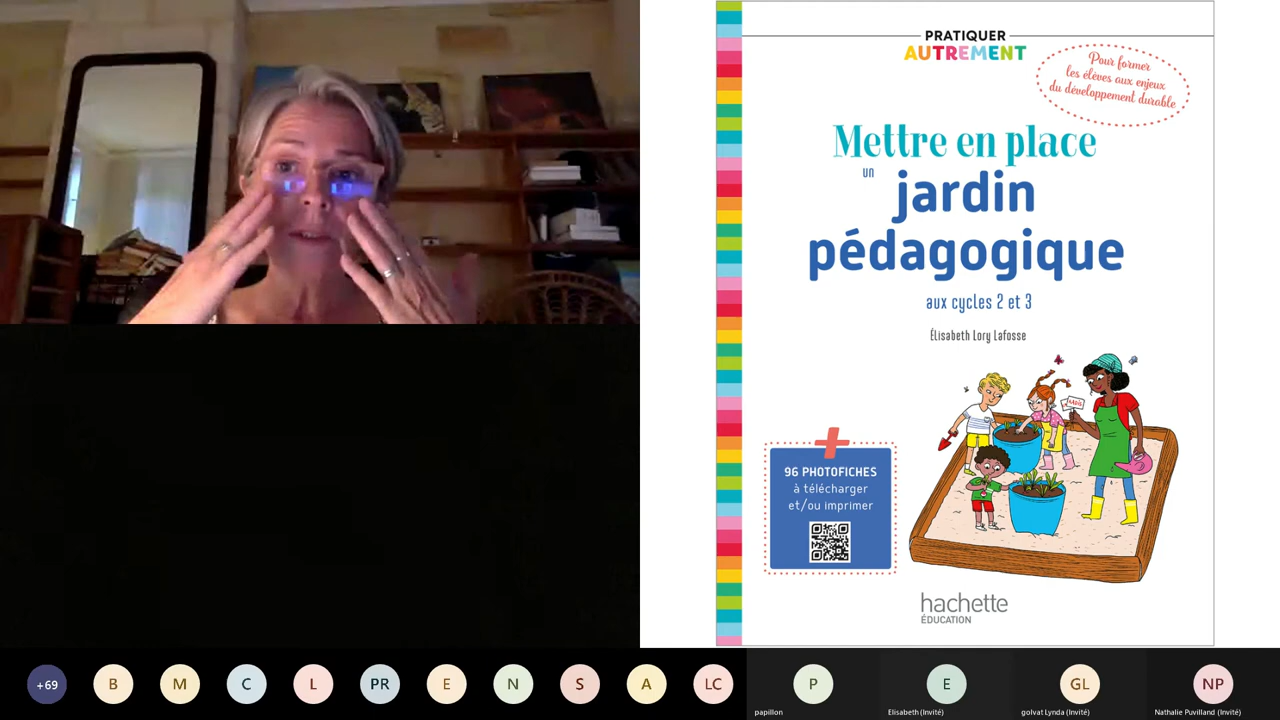 PRATIQUER
AUTREMENT
Pour former
les élèves aux enjeux
du développement durable
Mettre en place
un
jardin
pédagogique
aux cycles 2 et 3
Élisabeth Lory Lafosse
96 PHOTOFICHES
à télécharger
et/ou imprimer
hachette
ÉDUCATION
+69
B
M
C
L
PR
E
N
S
A
LC
P
E
GL
NP
papillon
Elisabeth (Invité)
golvat Lynda (Invité)
Nathalie Puvilland (Invité)